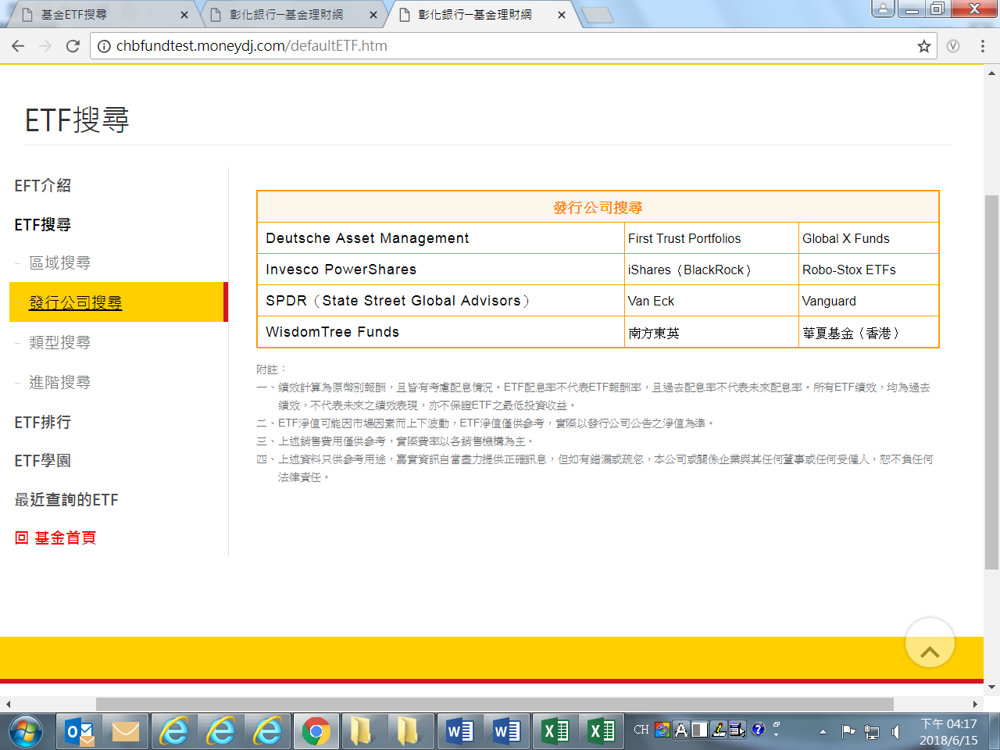 基金ETF搜尋
彰化銀行─基金理財網
彰化銀行─基金理財網
chbfundtest.moneydj.com/defaultETF.htm
ETF搜尋
EFT介紹
ETF搜尋
- 區域搜尋
- 發行公司搜尋
- 類型搜尋
- 進階搜尋
ETF排行
ETF學園
最近查詢的ETF
回 基金首頁
發行公司搜尋
Deutsche Asset Management First Trust Portfolios Global X Funds
Invesco PowerShares iShares（BlackRock） Robo-Stox ETFs
SPDR（State Street Global Advisors） Van Eck Vanguard
WisdomTree Funds 南方東英 華夏基金（香港）
附註：
一、績效計算為原幣別報酬，且皆有考慮配息情況。ETF配息率不代表ETF報酬率，且過去配息率不代表未來配息率。所有ETF績效，均為過去
績效，不代表未來之績效表現，亦不保證ETF之最低投資收益。
二、ETF淨值可能因市場因素而上下波動，ETF淨值僅供參考，實際以發行公司公告之淨值為準。
三、上述銷售費用僅供參考，實際費率以各銷售機構為主。
四、上述資料只供參考用途，嘉實資訊自當盡力提供正確訊息，但如有錯漏或疏忽，本公司或關係企業與其任何董事或任何受僱人，恕不負任何
法律責任。
CH
下午 04:17
2018/6/15